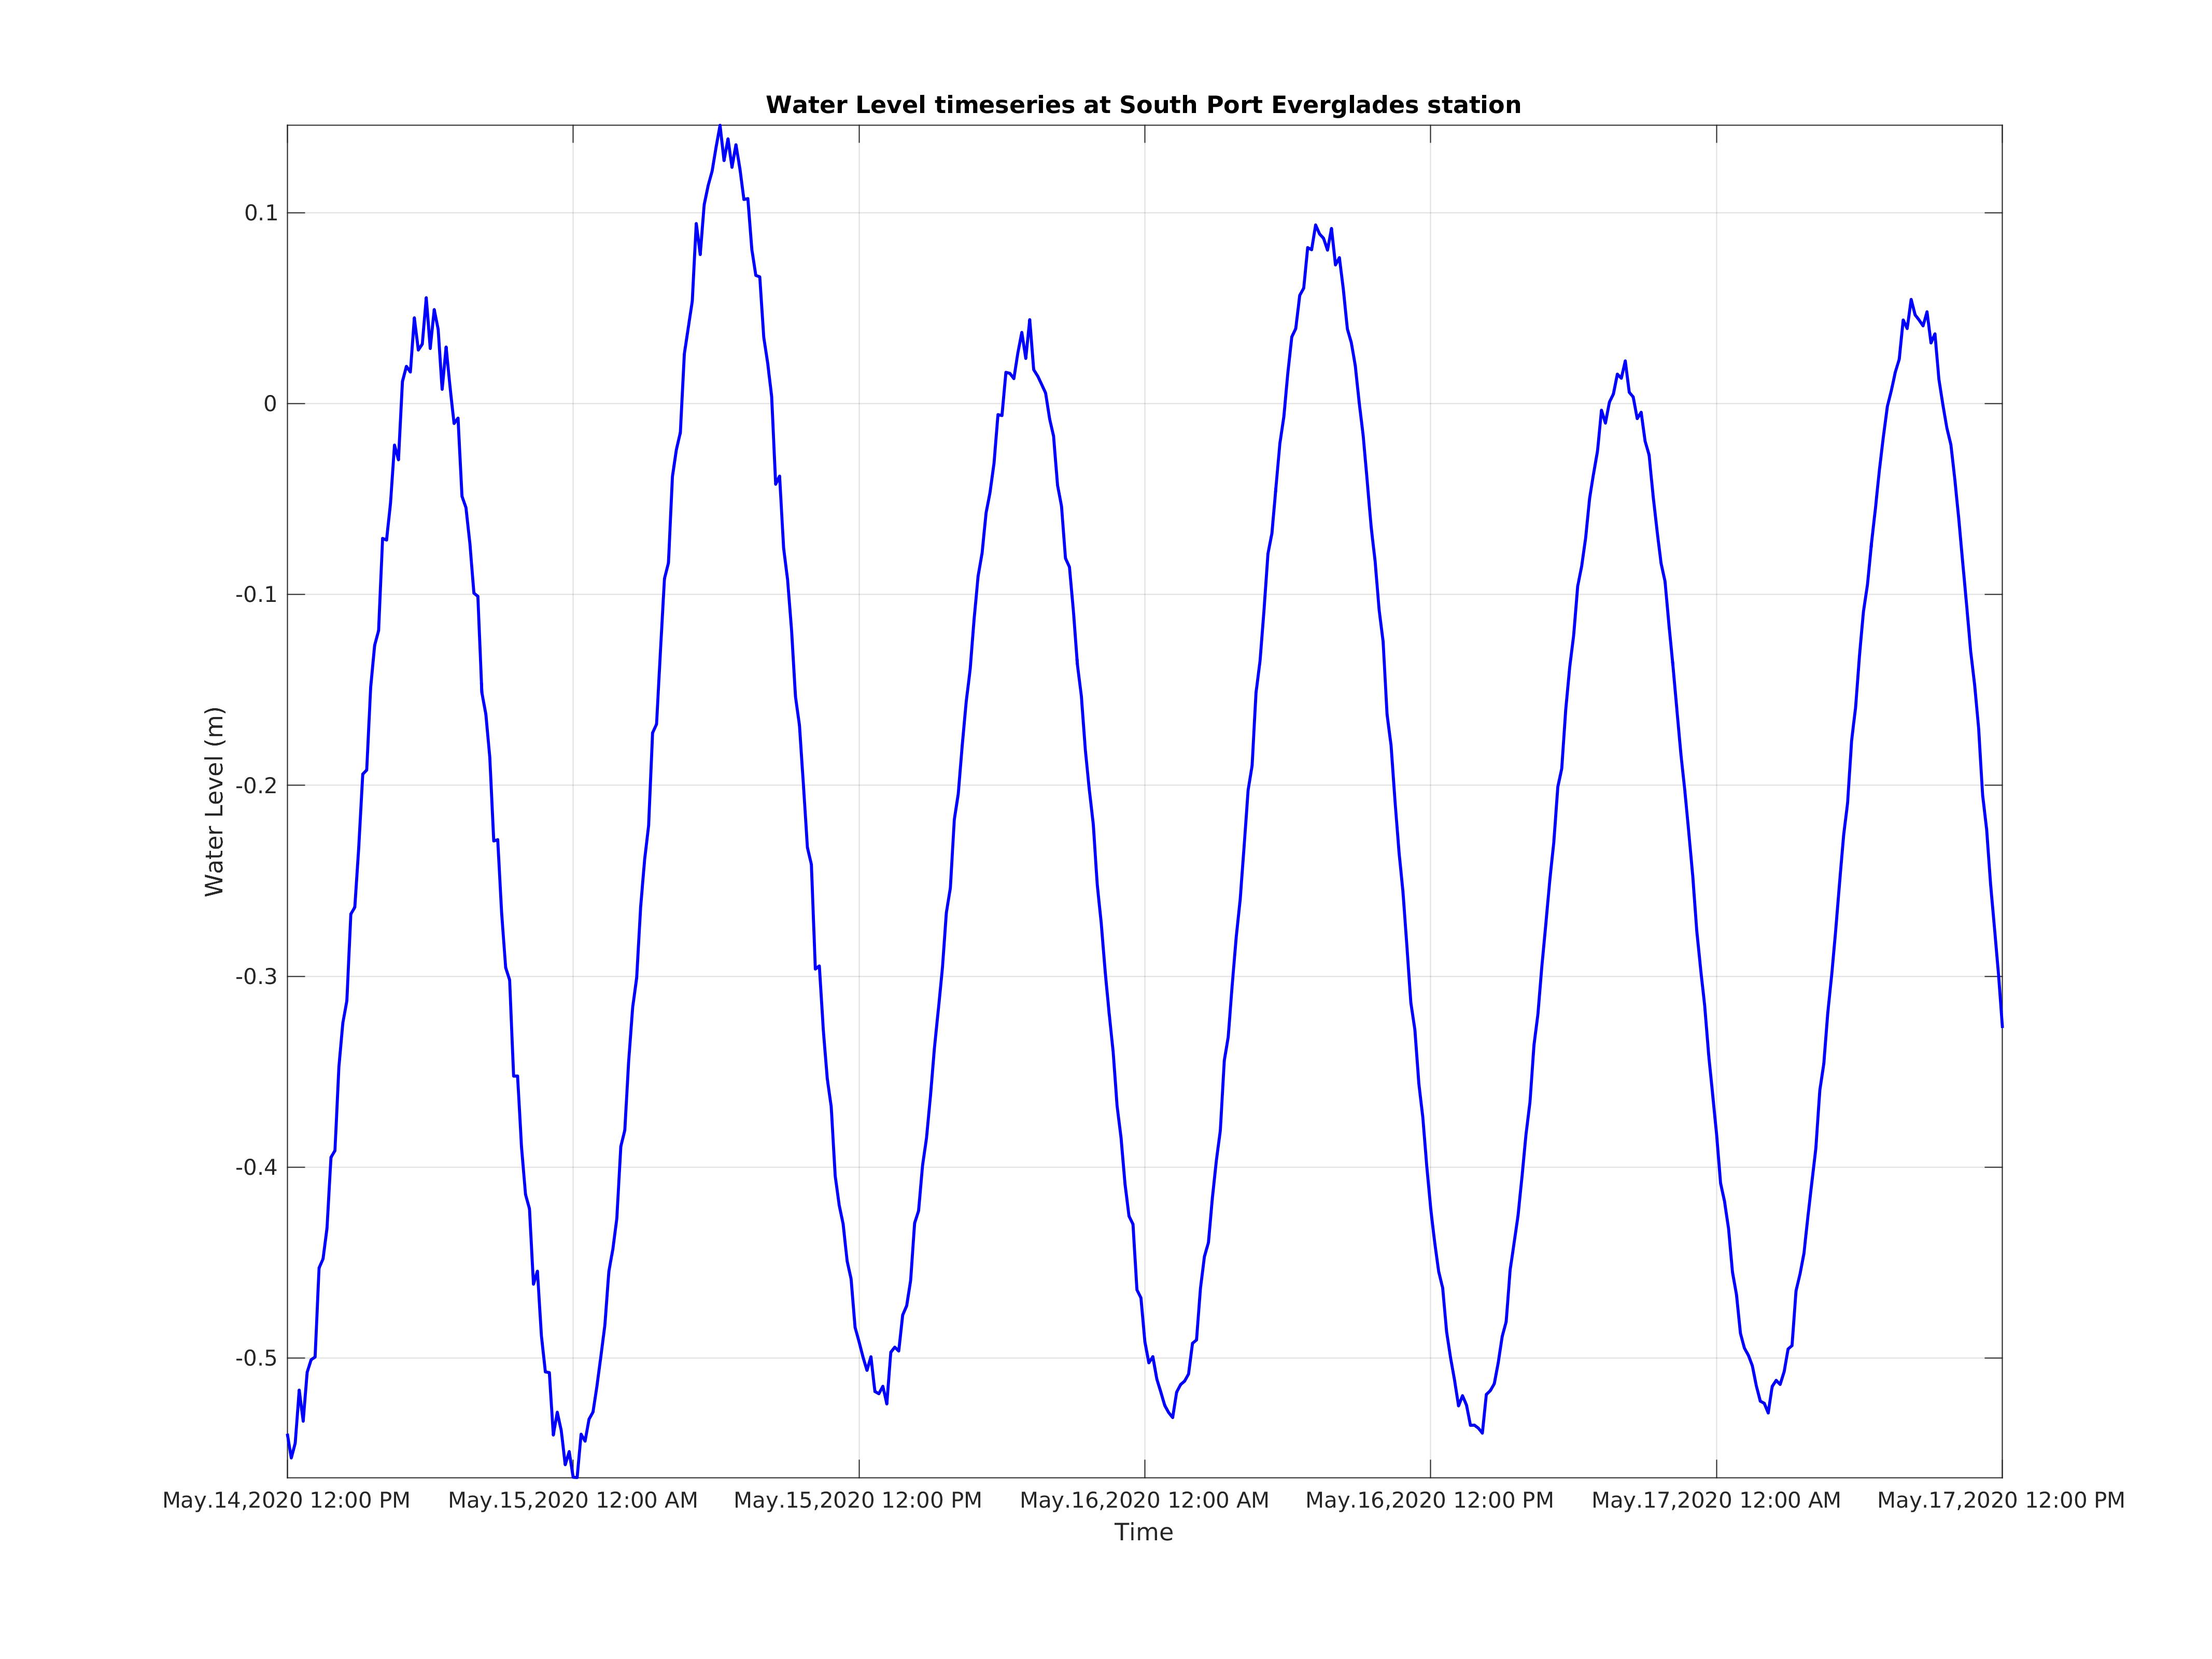 Water Level timeseries at South Port Everglades station
0.1
0
-0.1
-0.2
-0.3
-0.4
-0.5
Water Level (m)
May.14,2020 12:00 PM May.15,2020 12:00 AM May.15,2020 12:00 PM May.16,2020 12:00 AM May.16,2020 12:00 PM May.17,2020 12:00 AM May.17,2020 12:00 PM
Time